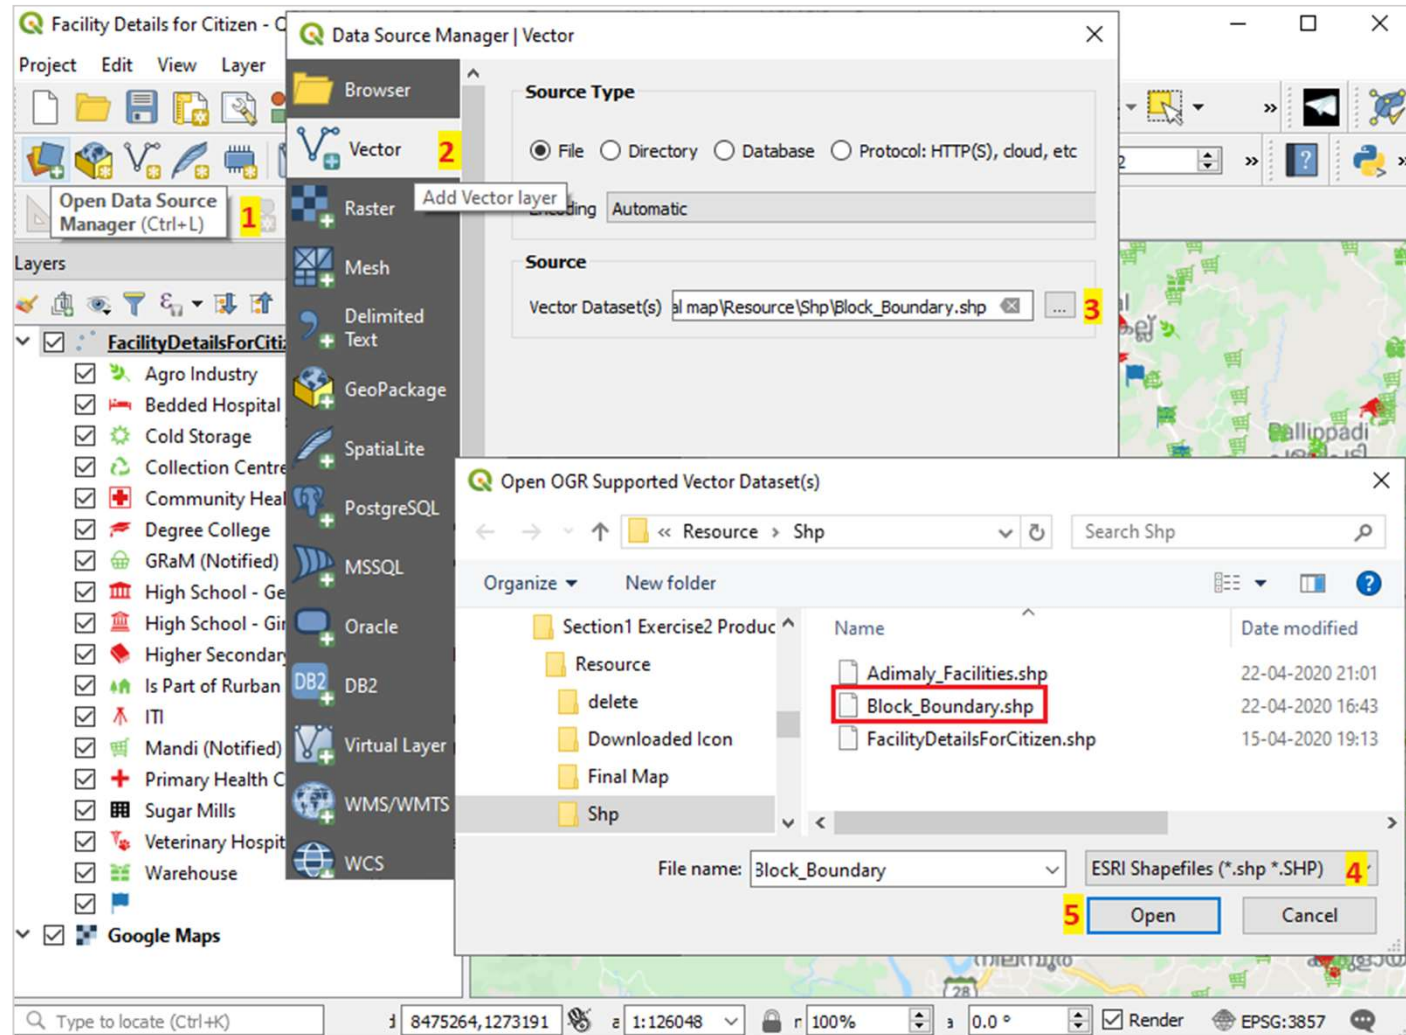 Facility Details for Citizen - Q
Project Edit View Layer
Open Data Source
Manager (Ctrl+L)
1
Layers
FacilityDetailsForCiti
Agro Industry
Bedded Hospital
Cold Storage
Collection Centre
Community Heal
Degree College
GRaM (Notified)
High School - Ge
High School - Gir
Higher Secondary
Is Part of Rurban
ITI
Mandi (Notified)
Primary Health C
Sugar Mills
Veterinary Hospit
Warehouse
Google Maps
Data Source Manager | Vector
Browser
Vector
2
Add Vector layer
Raster
Mesh
Delimited
Text
GeoPackage
SpatiaLite
PostgreSQL
MSSQL
Oracle
DB2
DB2
Virtual Layer
WMS/WMTS
WCS
Source Type
File Directory Database Protocol: HTTP(S), cloud, etc
Encoding Automatic
Source
Vector Dataset(s) al map\Resource\Shp\Block_Boundary.shp ... 3
Pallippadi
Open OGR Supported Vector Dataset(s)
« Resource › Shp
Search Shp
Organize New folder
Section1 Exercise2 Produc
Resource
delete
Downloaded Icon
Final Map
Shp
Name Date modified
Adimaly_Facilities.shp 22-04-2020 21:01
Block_Boundary.shp 22-04-2020 16:43
FacilityDetailsForCitizen.shp 15-04-2020 19:13
File name: Block_Boundary ESRI Shapefiles (*.shp *.SHP) 4
5 Open Cancel
28
Type to locate (Ctrl+K) 8475264,1273191 1:126048 100% 0.0 ° Render EPSG:3857